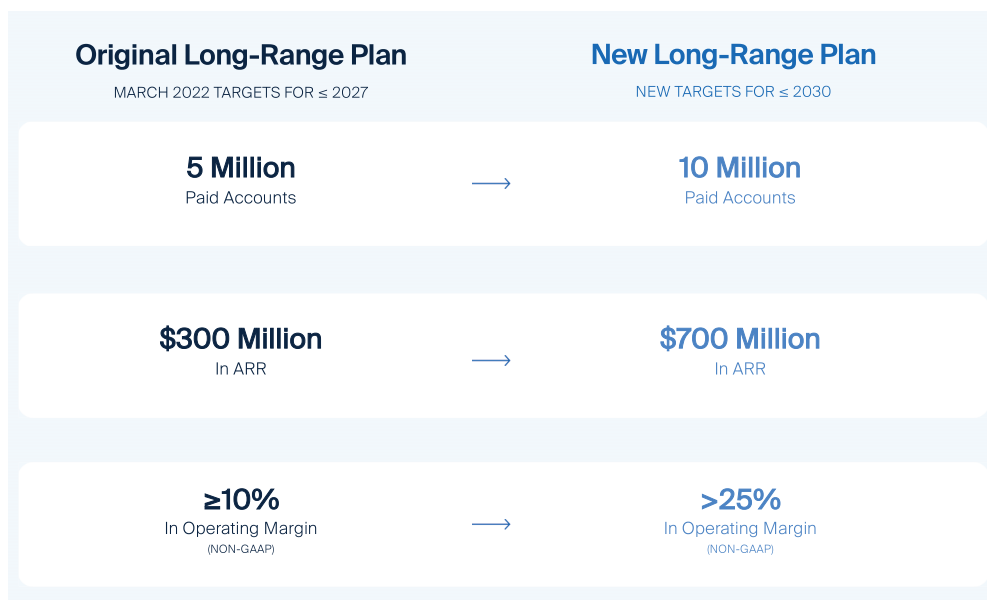 Original Long-Range Plan
New Long-Range Plan
MARCH 2022 TARGETS FOR ≤ 2027
NEW TARGETS FOR ≤ 2030
5 Million
Paid Accounts
10 Million
Paid Accounts
$300 Million
In ARR
$700 Million
In ARR
≥10%
In Operating Margin
(NON-GAAP)
>25%
In Operating Margin
(NON-GAAP)